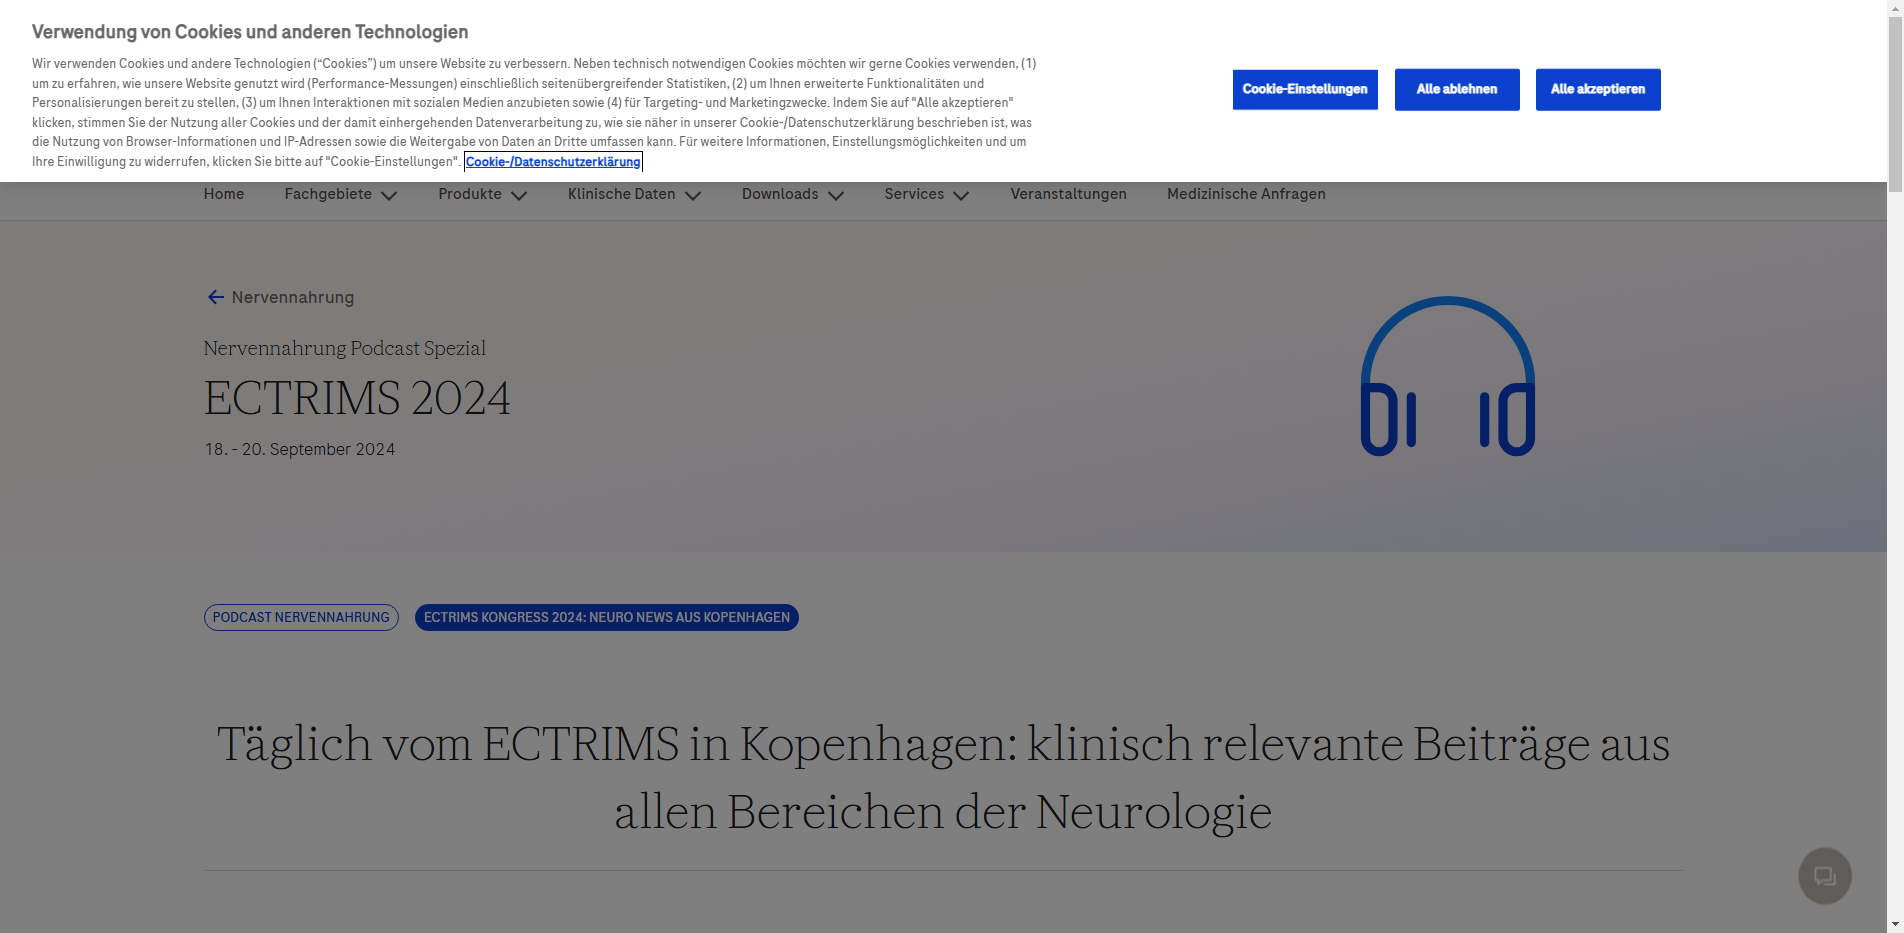 Verwendung von Cookies und anderen Technologien
Wir verwenden Cookies und andere Technologien (“Cookies”) um unsere Website zu verbessern. Neben technisch notwendigen Cookies möchten wir gerne Cookies verwenden, (1)
um zu erfahren, wie unsere Website genutzt wird (Performance-Messungen) einschließlich seitenübergreifender Statistiken, (2) um Ihnen erweiterte Funktionalitäten und
Personalisierungen bereit zu stellen, (3) um Ihnen Interaktionen mit sozialen Medien anzubieten sowie (4) für Targeting- und Marketingzwecke. Indem Sie auf "Alle akzeptieren"
klicken, stimmen Sie der Nutzung aller Cookies und der damit einhergehenden Datenverarbeitung zu, wie sie näher in unserer Cookie-/Datenschutzerklärung beschrieben ist, was
die Nutzung von Browser-Informationen und IP-Adressen sowie die Weitergabe von Daten an Dritte umfassen kann. Für weitere Informationen, Einstellungsmöglichkeiten und um
Ihre Einwilligung zu widerrufen, klicken Sie bitte auf "Cookie-Einstellungen". Cookie-/Datenschutzerklärung
Cookie-Einstellungen Alle ablehnen Alle akzeptieren
Home Fachgebiete Produkte Klinische Daten Downloads Services Veranstaltungen Medizinische Anfragen
Nervennahrung
Nervennahrung Podcast Spezial
ECTRIMS 2024
18. - 20. September 2024
PODCAST NERVENNAHRUNG ECTRIMS KONGRESS 2024: NEURO NEWS AUS KOPENHAGEN
Täglich vom ECTRIMS in Kopenhagen: klinisch relevante Beiträge aus
allen Bereichen der Neurologie